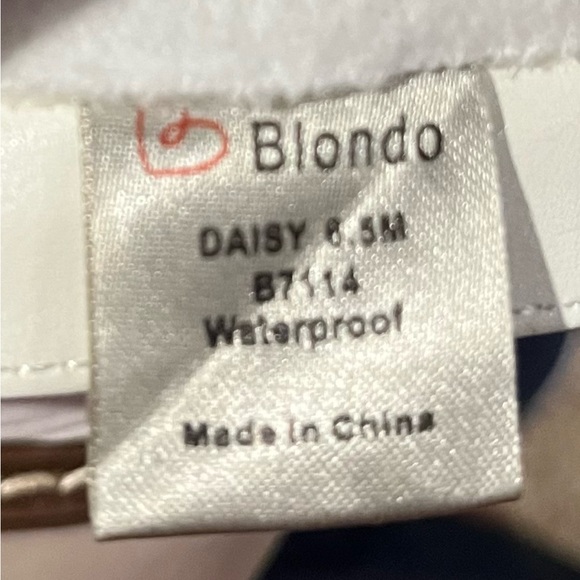 Blondo
DAISY 6.5M
B7114
Waterproof
Made in China